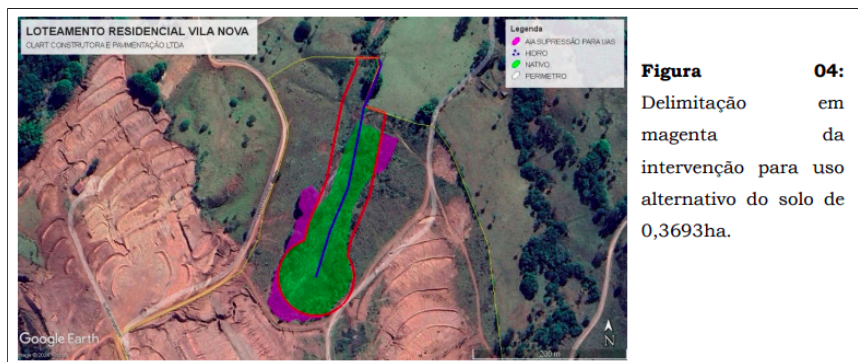 LOTEAMENTO RESIDENCIAL VILA NOVA
CLART CONSTRUTORA E PAVIMENTAÇÃO LTDA
Legenda
AIA SUPRESSÃO PARA UAS
HIDRO
NATIVO
PERIMETRO
Google Earth
200 m
N
Figura 04:
Delimitação em
magenta da
intervenção para uso
alternativo do solo de
0,3693ha.